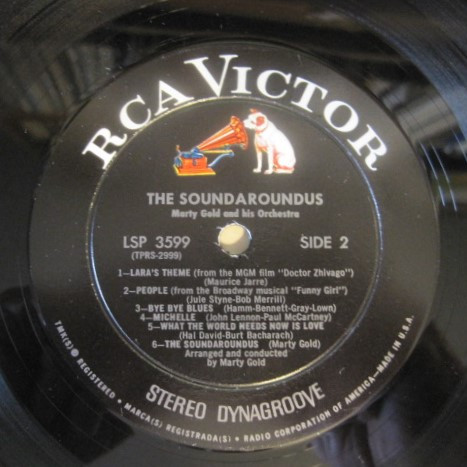 RCA VICTOR
THE SOUNDAROUNDUS
Marty Gold and his Orchestra
LSP 3599 SIDE 2
(TPRS-2999)
1—LARA'S THEME (from the MGM film "Doctor Zhivago")
(Maurice Jarre)
2—PEOPLE (from the Broadway musical "Funny Girl")
(Jule Styne-Bob Merrill)
3—BYE BYE BLUES (Hamm-Bennett-Gray-Lown)
4—MICHELLE (John Lennon-Paul McCartney)
5—WHAT THE WORLD NEEDS NOW IS LOVE
(Hal David-Burt Bacharach)
6—THE SOUNDAROUNDUS (Marty Gold)
Arranged and conducted
by Marty Gold
STEREO DYNAGROOVE
TMK(S) ® REGISTERED • MARCA(S) REGISTRADA(S) • RADIO CORPORATION OF AMERICA—MADE IN U.S.A.